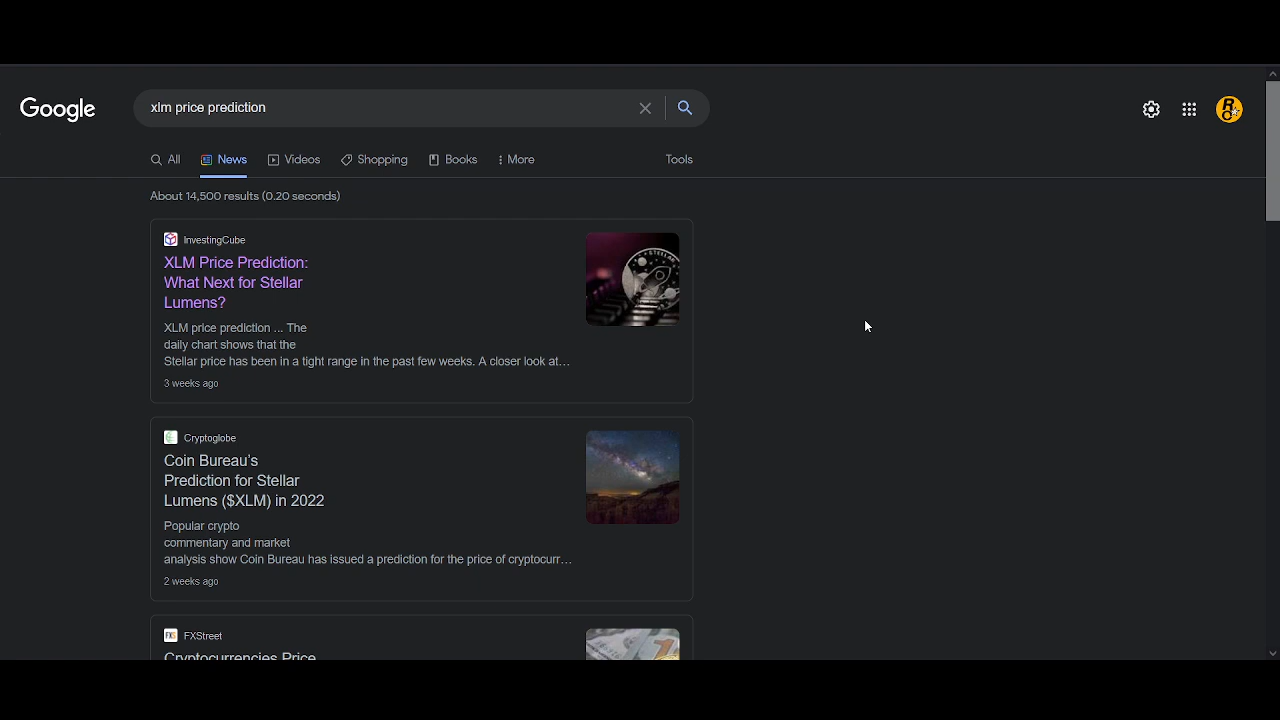 Google
xlm price prediction
All News Videos Shopping Books More Tools
About 14,500 results (0.20 seconds)
InvestingCube
XLM Price Prediction:
What Next for Stellar
Lumens?
XLM price prediction ... The
daily chart shows that the
Stellar price has been in a tight range in the past few weeks. A closer look at...
3 weeks ago
STELLAR
Cryptoglobe
Coin Bureau's
Prediction for Stellar
Lumens ($XLM) in 2022
Popular crypto
commentary and market
analysis show Coin Bureau has issued a prediction for the price of cryptocurr...
2 weeks ago
FXS FXStreet
Cryptocurrencies Price